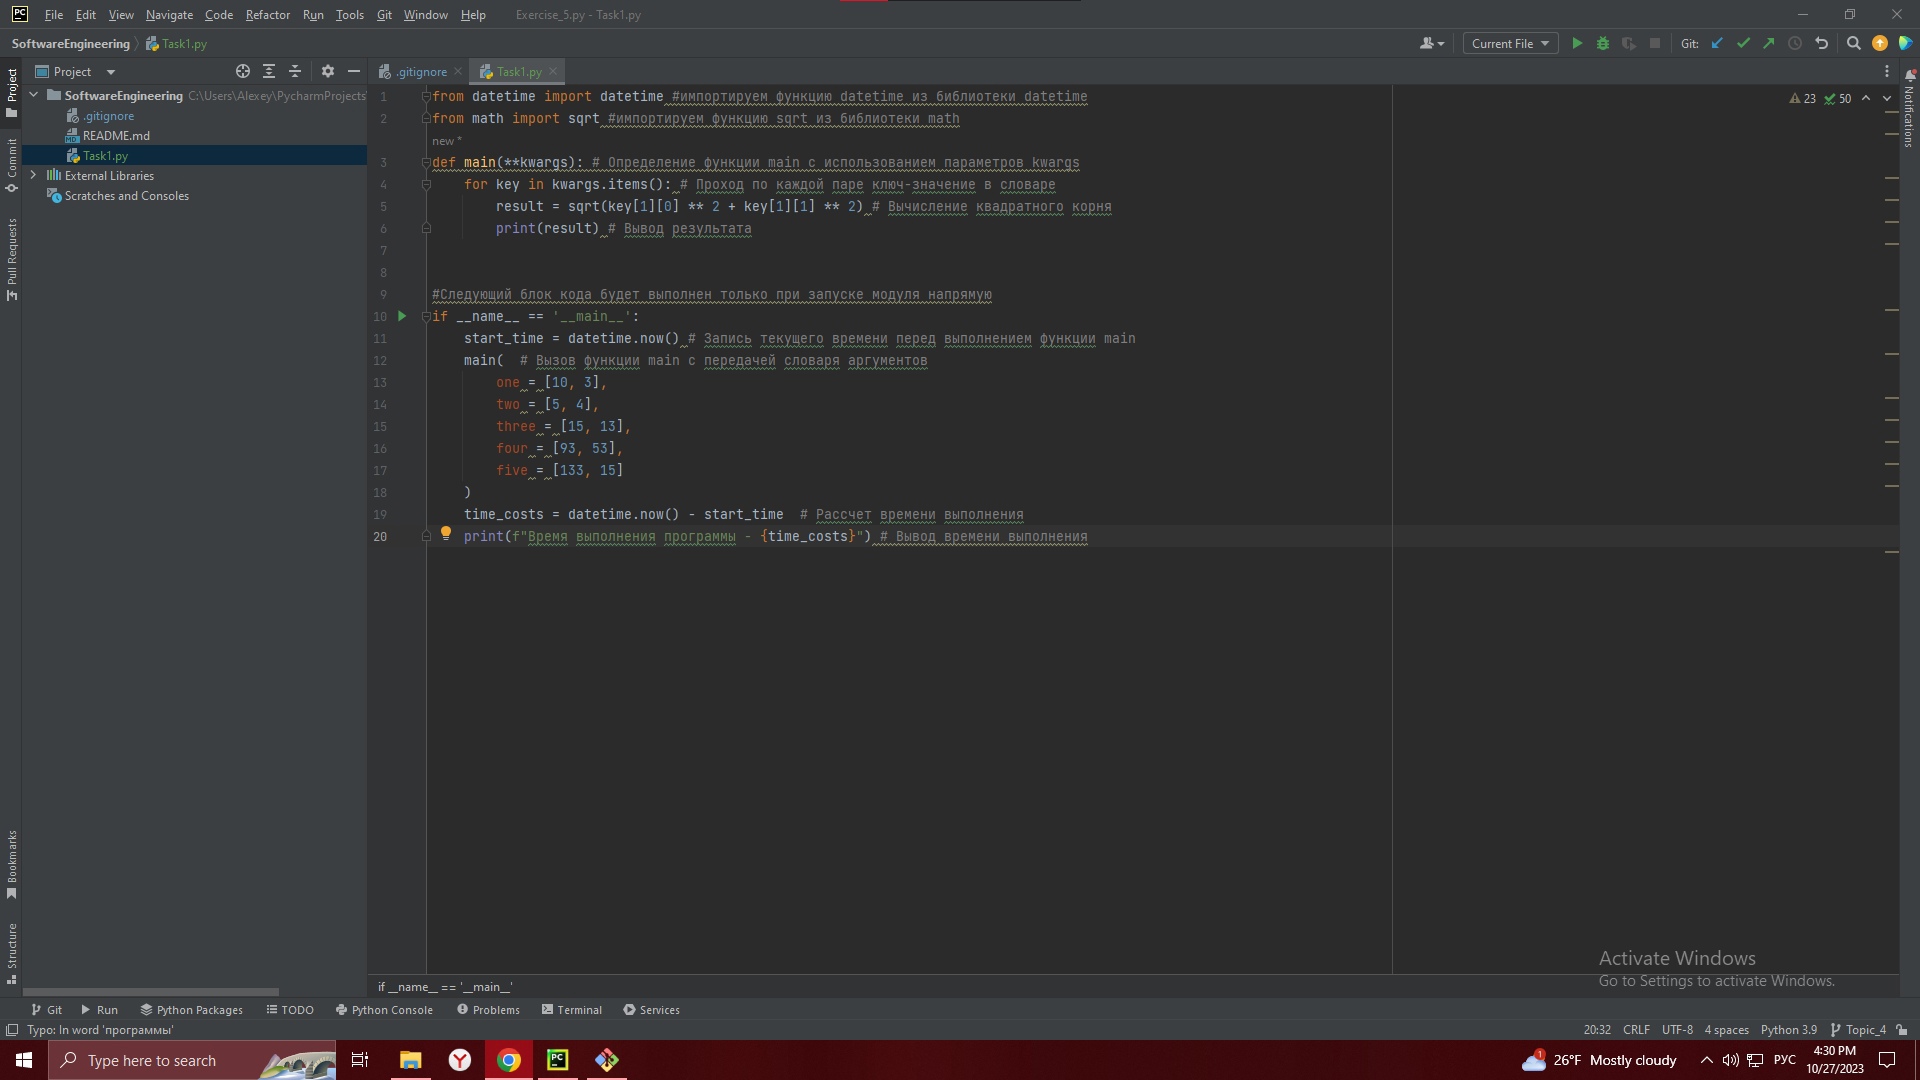 File Edit View Navigate Code Refactor Run Tools Git Window Help Exercise_5.py - Task1.py
SoftwareEngineering Task1.py Current File Git:
Project .gitignore Task1.py
SoftwareEngineering C:\Users\Alexey\PycharmProjects
.gitignore
README.md
Task1.py
External Libraries
Scratches and Consoles
Project
Commit
Pull Requests
Bookmarks
Structure
Notifications
23 50
1 from datetime import datetime #импортируем функцию datetime из библиотеки datetime
2 from math import sqrt #импортируем функцию sqrt из библиотеки math
new *
3 def main(**kwargs): # Определение функции main с использованием параметров kwargs
4 for key in kwargs.items(): # Проход по каждой паре ключ-значение в словаре
5 result = sqrt(key[1][0] ** 2 + key[1][1] ** 2) # Вычисление квадратного корня
6 print(result) # Вывод результата
7
8
9 #Следующий блок кода будет выполнен только при запуске модуля напрямую
10 if __name__ == '__main__':
11 start_time = datetime.now() # Запись текущего времени перед выполнением функции main
12 main( # Вызов функции main с передачей словаря аргументов
13 one = [10, 3],
14 two = [5, 4],
15 three = [15, 13],
16 four = [93, 53],
17 five = [133, 15]
18 )
19 time_costs = datetime.now() - start_time # Рассчет времени выполнения
20 print(f"Время выполнения программы - {time_costs}") # Вывод времени выполнения
Activate Windows
Go to Settings to activate Windows.
if __name__ == '__main__'
Git Run Python Packages TODO Python Console Problems Terminal Services
Typo: In word 'программы' 20:32 CRLF UTF-8 4 spaces Python 3.9 Topic_4
Type here to search 1 26°F Mostly cloudy РУС 4:30 PM
10/27/2023